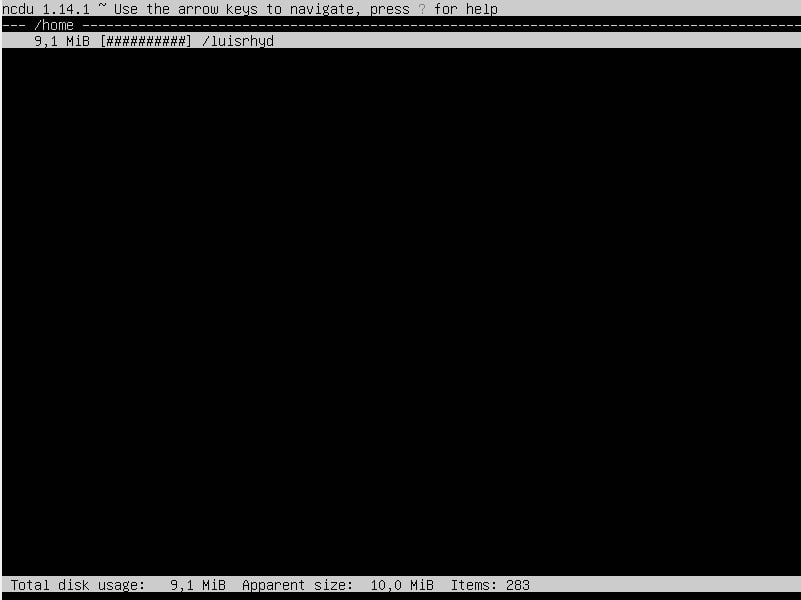 ncdu 1.14.1 ~ Use the arrow keys to navigate, press ? for help
--- /home ------------------------------------------------------------------------------------------
    9,1 MiB [##########] /luisrhyd
Total disk usage:   9,1 MiB  Apparent size:  10,0 MiB  Items: 283